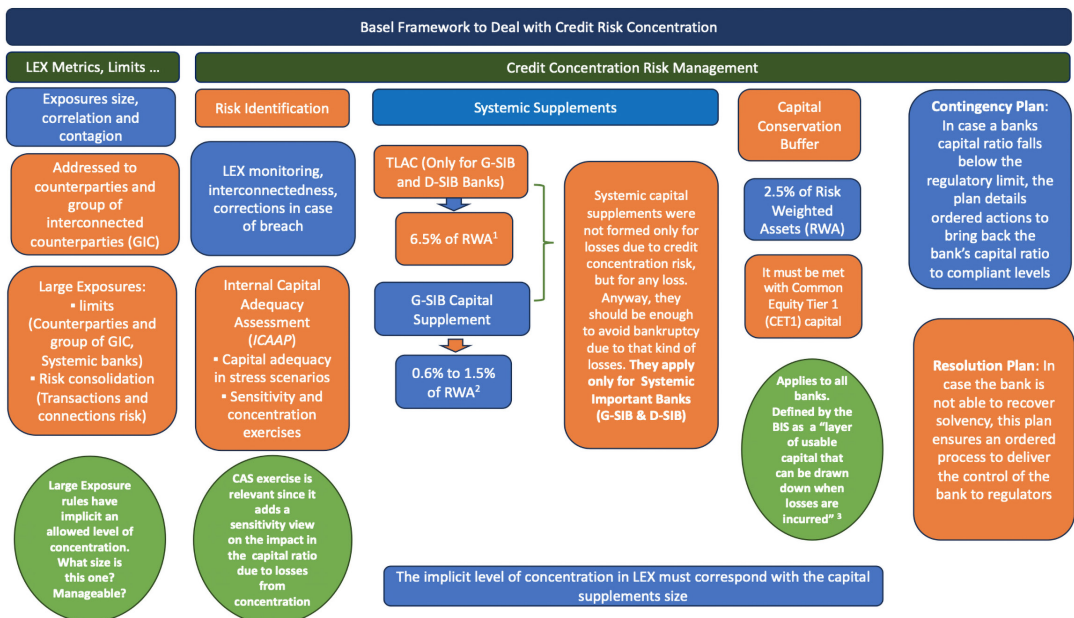 Basel Framework to Deal with Credit Risk Concentration
LEX Metrics, Limits ...
Credit Concentration Risk Management
Exposures size,
correlation and
contagion
Addressed to
counterparties and
group of
interconnected
counterparties (GIC)
Large Exposures:
▪ limits
(Counterparties and
group of GIC,
Systemic banks)
▪ Risk consolidation
(Transactions and
connections risk)
Large Exposure
rules have
implicit an
allowed level of
concentration.
What size is
this one?
Manageable?
Risk Identification
LEX monitoring,
interconnectedness,
corrections in case
of breach
Internal Capital
Adequacy
Assessment
(ICAAP)
▪ Capital adequacy
in stress scenarios
▪ Sensitivity and
concentration
exercises
CAS exercise is
relevant since it
adds a
sensitivity view
on the impact in
the capital ratio
due to losses
from
concentration
Systemic Supplements
TLAC (Only for G-SIB
and D-SIB Banks)
6.5% of RWA¹
G-SIB Capital
Supplement
0.6% to 1.5%
of RWA²
Systemic capital
supplements were
not formed only for
losses due to credit
concentration risk,
but for any loss.
Anyway, they
should be enough
to avoid bankruptcy
due to that kind of
losses. They apply
only for Systemic
Important Banks
(G-SIB & D-SIB)
Capital
Conservation
Buffer
2.5% of Risk
Weighted
Assets (RWA)
It must be met
with Common
Equity Tier 1
(CET1) capital
Applies to all
banks.
Defined by the
BIS as a “layer
of usable
capital that
can be drawn
down when
losses are
incurred” ³
Contingency Plan:
In case a banks
capital ratio falls
below the
regulatory limit, the
plan details
ordered actions to
bring back the
bank’s capital ratio
to compliant levels
Resolution Plan: In
case the bank is
not able to recover
solvency, this plan
ensures an ordered
process to deliver
the control of the
bank to regulators
The implicit level of concentration in LEX must correspond with the capital
supplements size